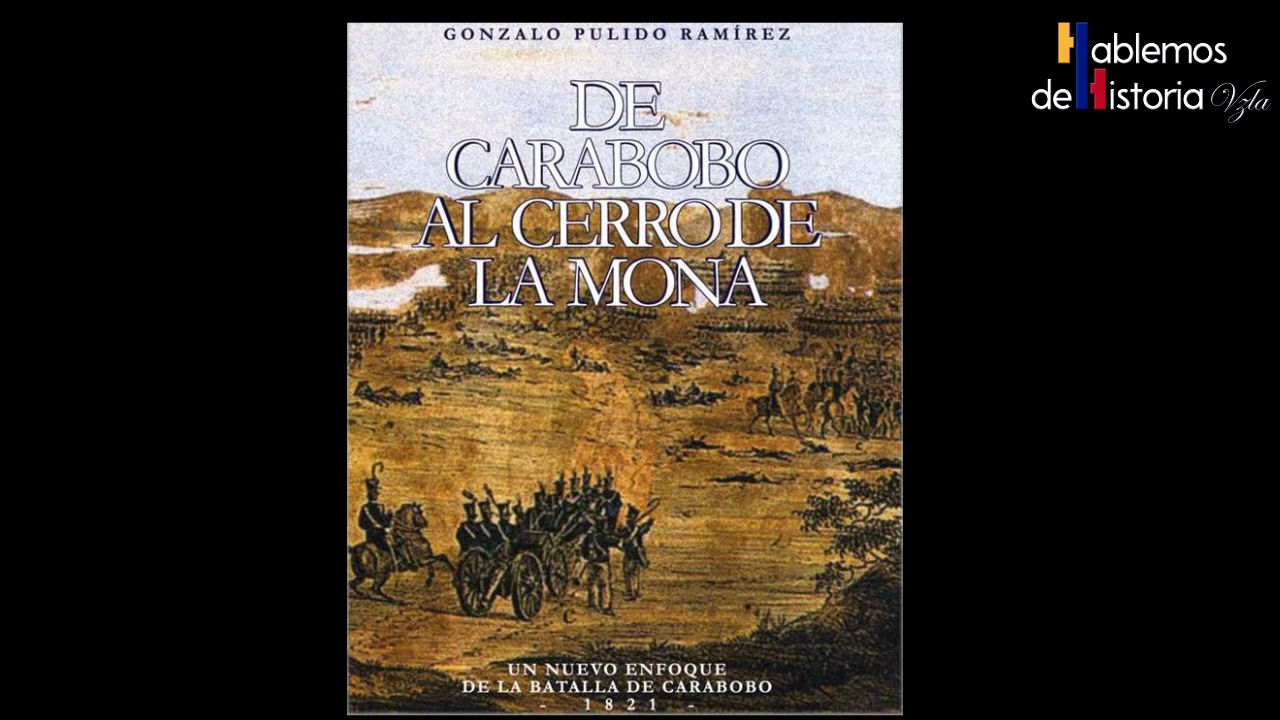 GONZALO PULIDO RAMÍREZ
DE
CARABOBO
AL CERRO DE
LA MONA
UN NUEVO ENFOQUE
DE LA BATALLA DE CARABOBO
- 1821 -
Hablemos
de Historia Vzla